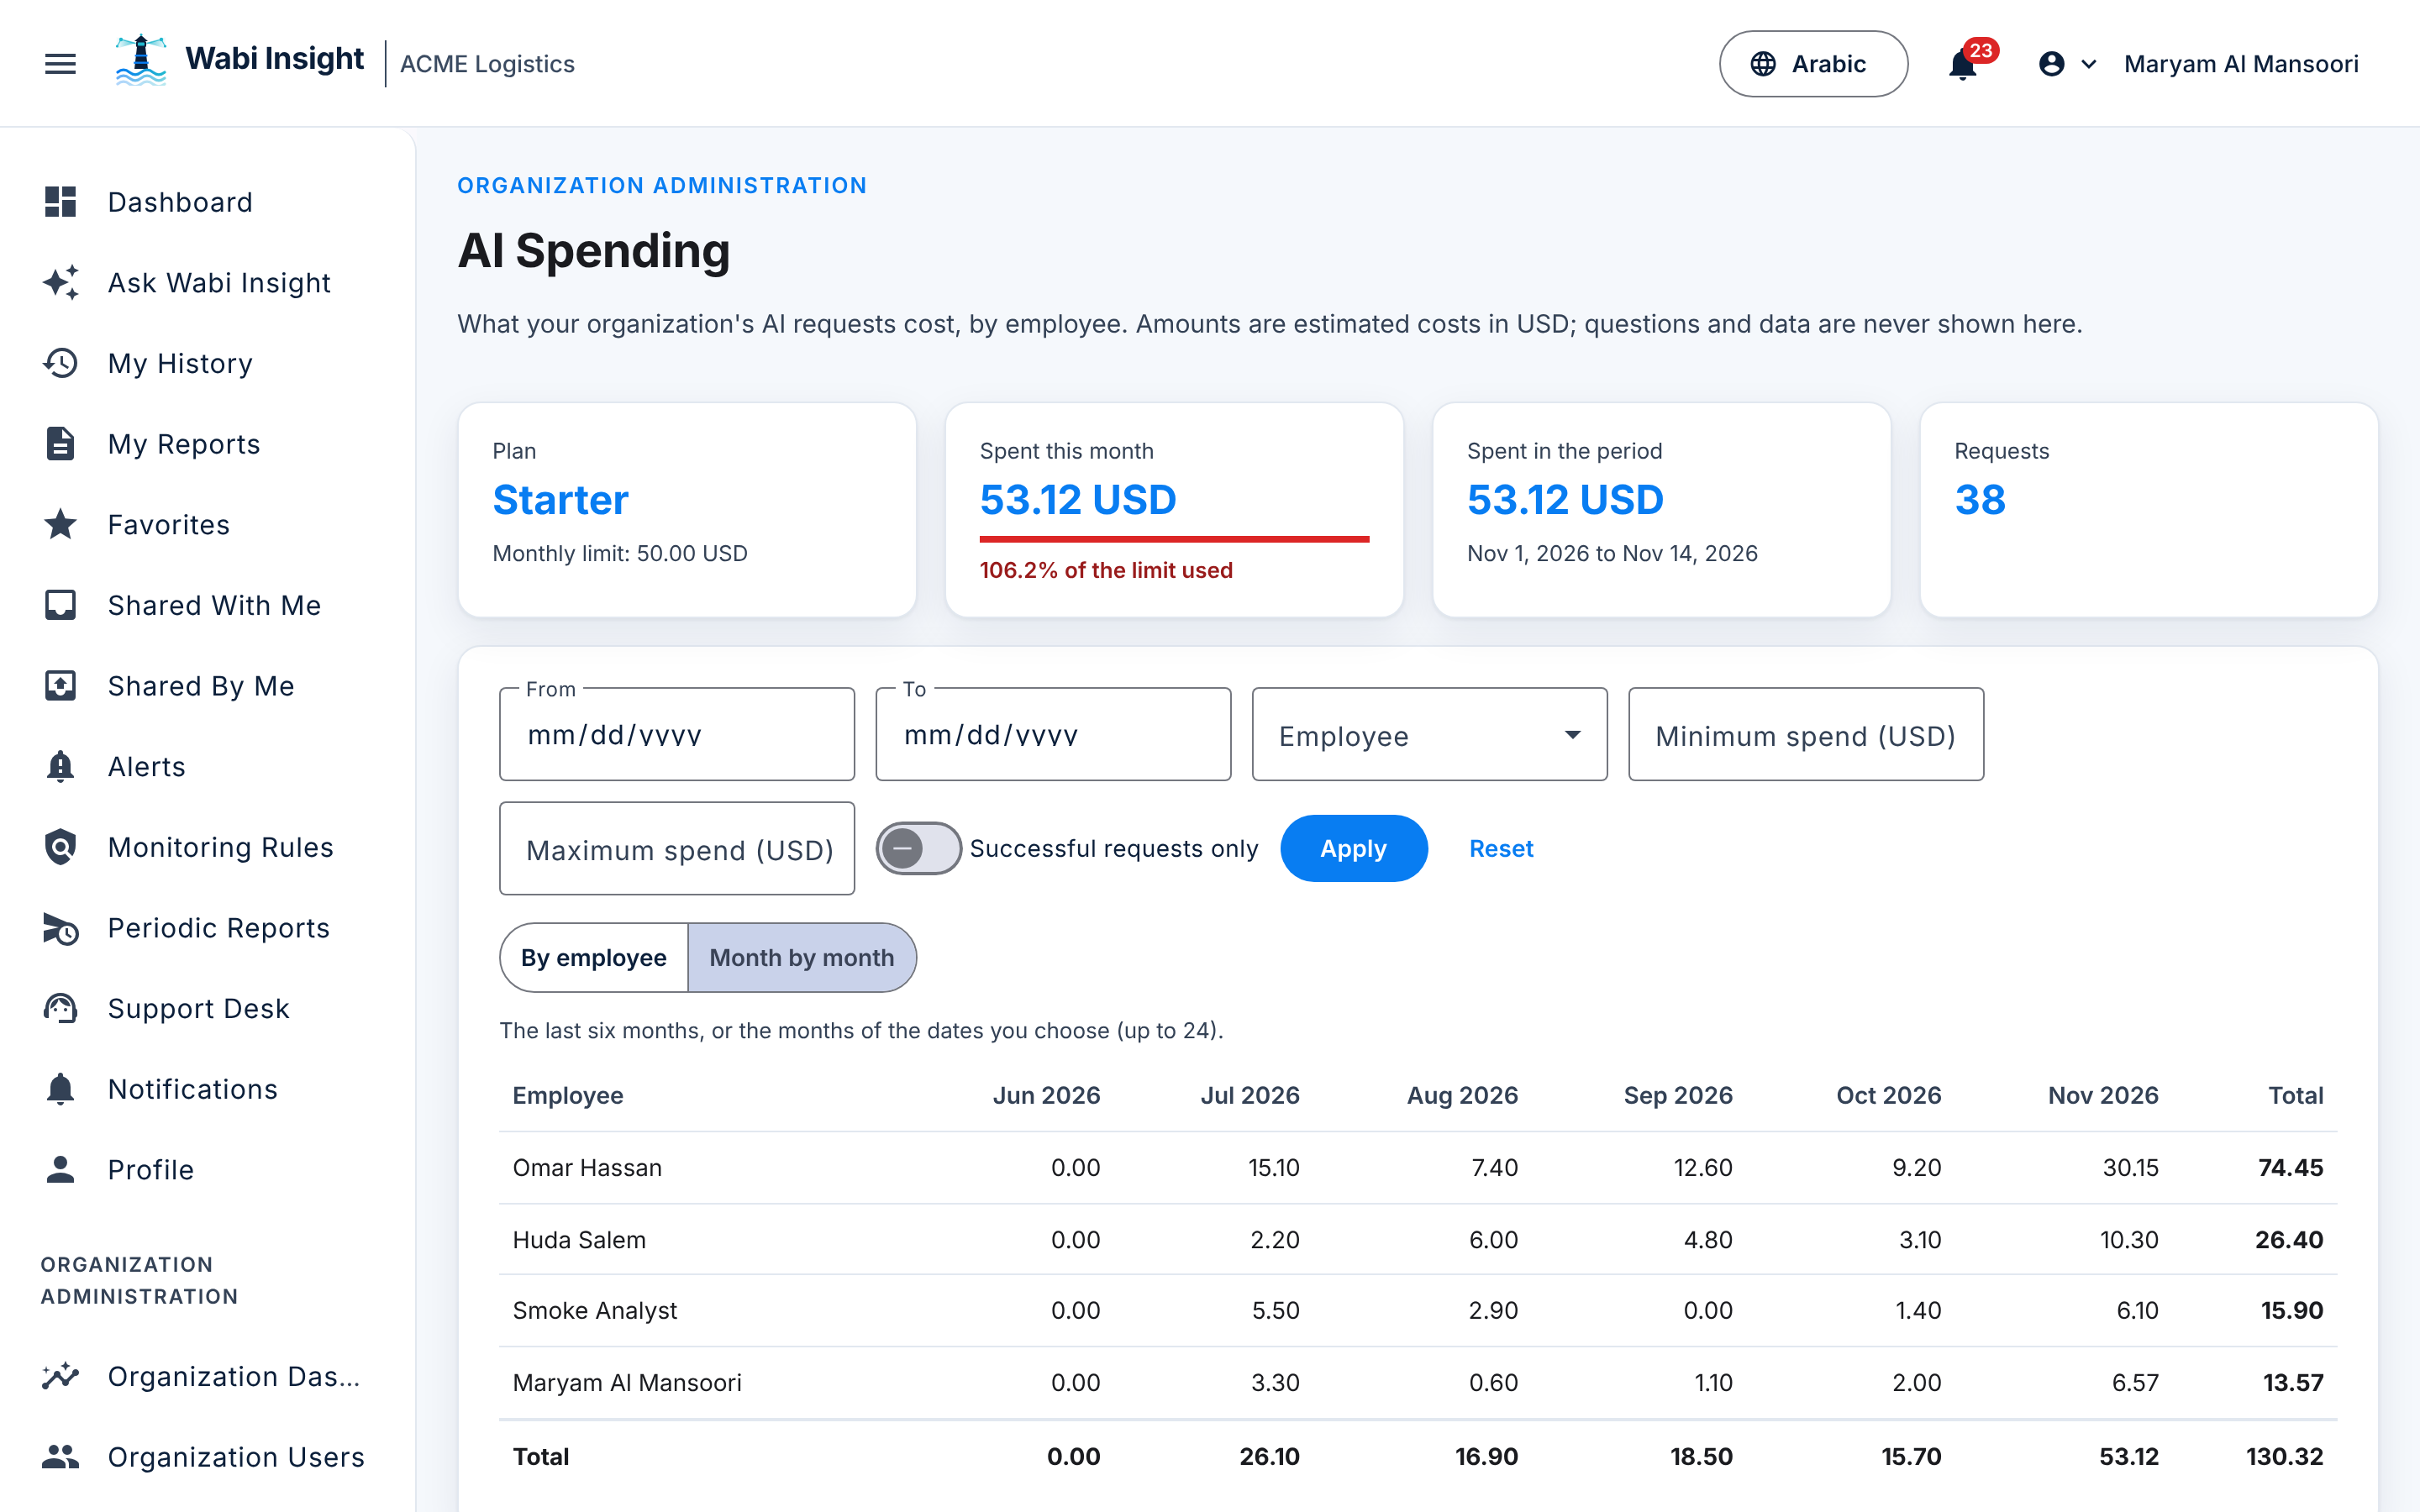 Wabi Insight
ACME Logistics
Arabic
23
Maryam Al Mansoori
Dashboard
Ask Wabi Insight
My History
My Reports
Favorites
Shared With Me
Shared By Me
Alerts
Monitoring Rules
Periodic Reports
Support Desk
Notifications
Profile
ORGANIZATION
ADMINISTRATION
Organization Das...
Organization Users
ORGANIZATION ADMINISTRATION
AI Spending
What your organization's AI requests cost, by employee. Amounts are estimated costs in USD; questions and data are never shown here.
Plan
Starter
Monthly limit: 50.00 USD
Spent this month
53.12 USD
106.2% of the limit used
Spent in the period
53.12 USD
Nov 1, 2026 to Nov 14, 2026
Requests
38
From
mm/dd/yyyy
To
mm/dd/yyyy
Employee
Minimum spend (USD)
Maximum spend (USD)
Successful requests only
Apply
Reset
By employee
Month by month
The last six months, or the months of the dates you choose (up to 24).
Employee Jun 2026 Jul 2026 Aug 2026 Sep 2026 Oct 2026 Nov 2026 Total
Omar Hassan 0.00 15.10 7.40 12.60 9.20 30.15 74.45
Huda Salem 0.00 2.20 6.00 4.80 3.10 10.30 26.40
Smoke Analyst 0.00 5.50 2.90 0.00 1.40 6.10 15.90
Maryam Al Mansoori 0.00 3.30 0.60 1.10 2.00 6.57 13.57
Total 0.00 26.10 16.90 18.50 15.70 53.12 130.32